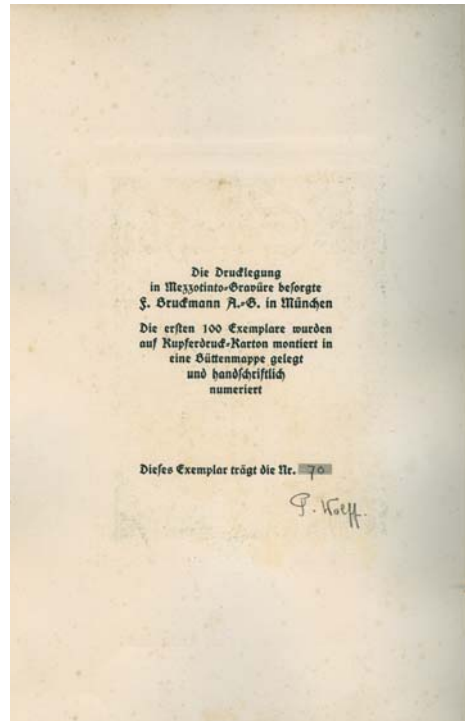 Die Drucklegung
in Mezzotinto-Gravüre besorgte
F. Bruckmann A.-G. in München
Die ersten 100 Exemplare wurden
auf Kupferdruck-Karton montiert in
eine Büttenmappe gelegt
und handschriftlich
numeriert
Dieses Exemplar trägt die Nr. 70
P. Wolff.